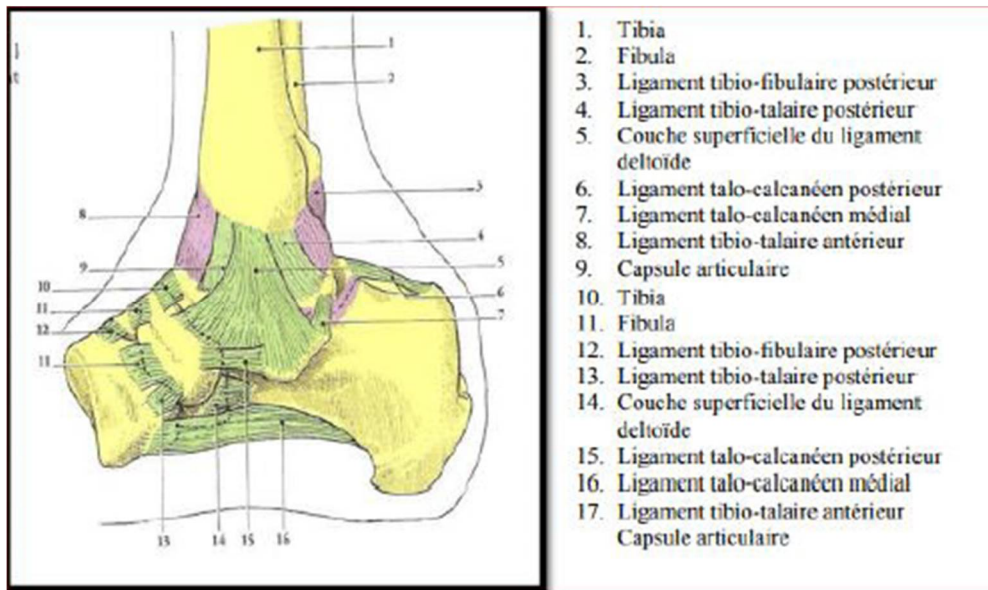 1
2
3
8
4
5
9
10
6
11
7
12
11
13
14
15
16
1. Tibia
2. Fibula
3. Ligament tibio-fibulaire postérieur
4. Ligament tibio-talaire postérieur
5. Couche superficielle du ligament
deltoïde
6. Ligament talo-calcanéen postérieur
7. Ligament talo-calcanéen médial
8. Ligament tibio-talaire antérieur
9. Capsule articulaire
10. Tibia
11. Fibula
12. Ligament tibio-fibulaire postérieur
13. Ligament tibio-talaire postérieur
14. Couche superficielle du ligament
deltoïde
15. Ligament talo-calcanéen postérieur
16. Ligament talo-calcanéen médial
17. Ligament tibio-talaire antérieur
Capsule articulaire